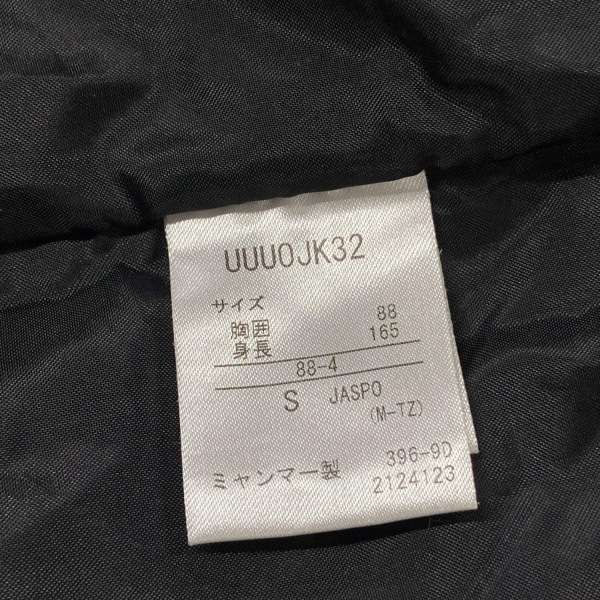 UUUOJK32
サイズ
胸囲 88
身長 165
88-4
S JASPO
(M-TZ)
ミャンマー製 396-9D
2124123